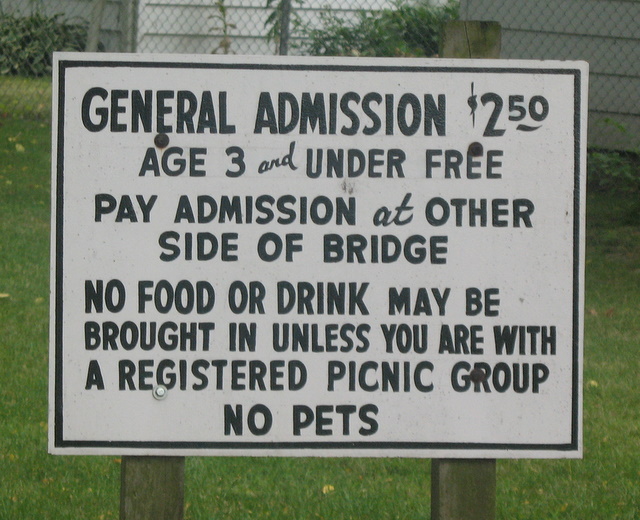 GENERAL ADMISSION $2.50
AGE 3 and UNDER FREE
PAY ADMISSION at OTHER
SIDE OF BRIDGE
NO FOOD OR DRINK MAY BE
BROUGHT IN UNLESS YOU ARE WITH
A REGISTERED PICNIC GROUP
NO PETS